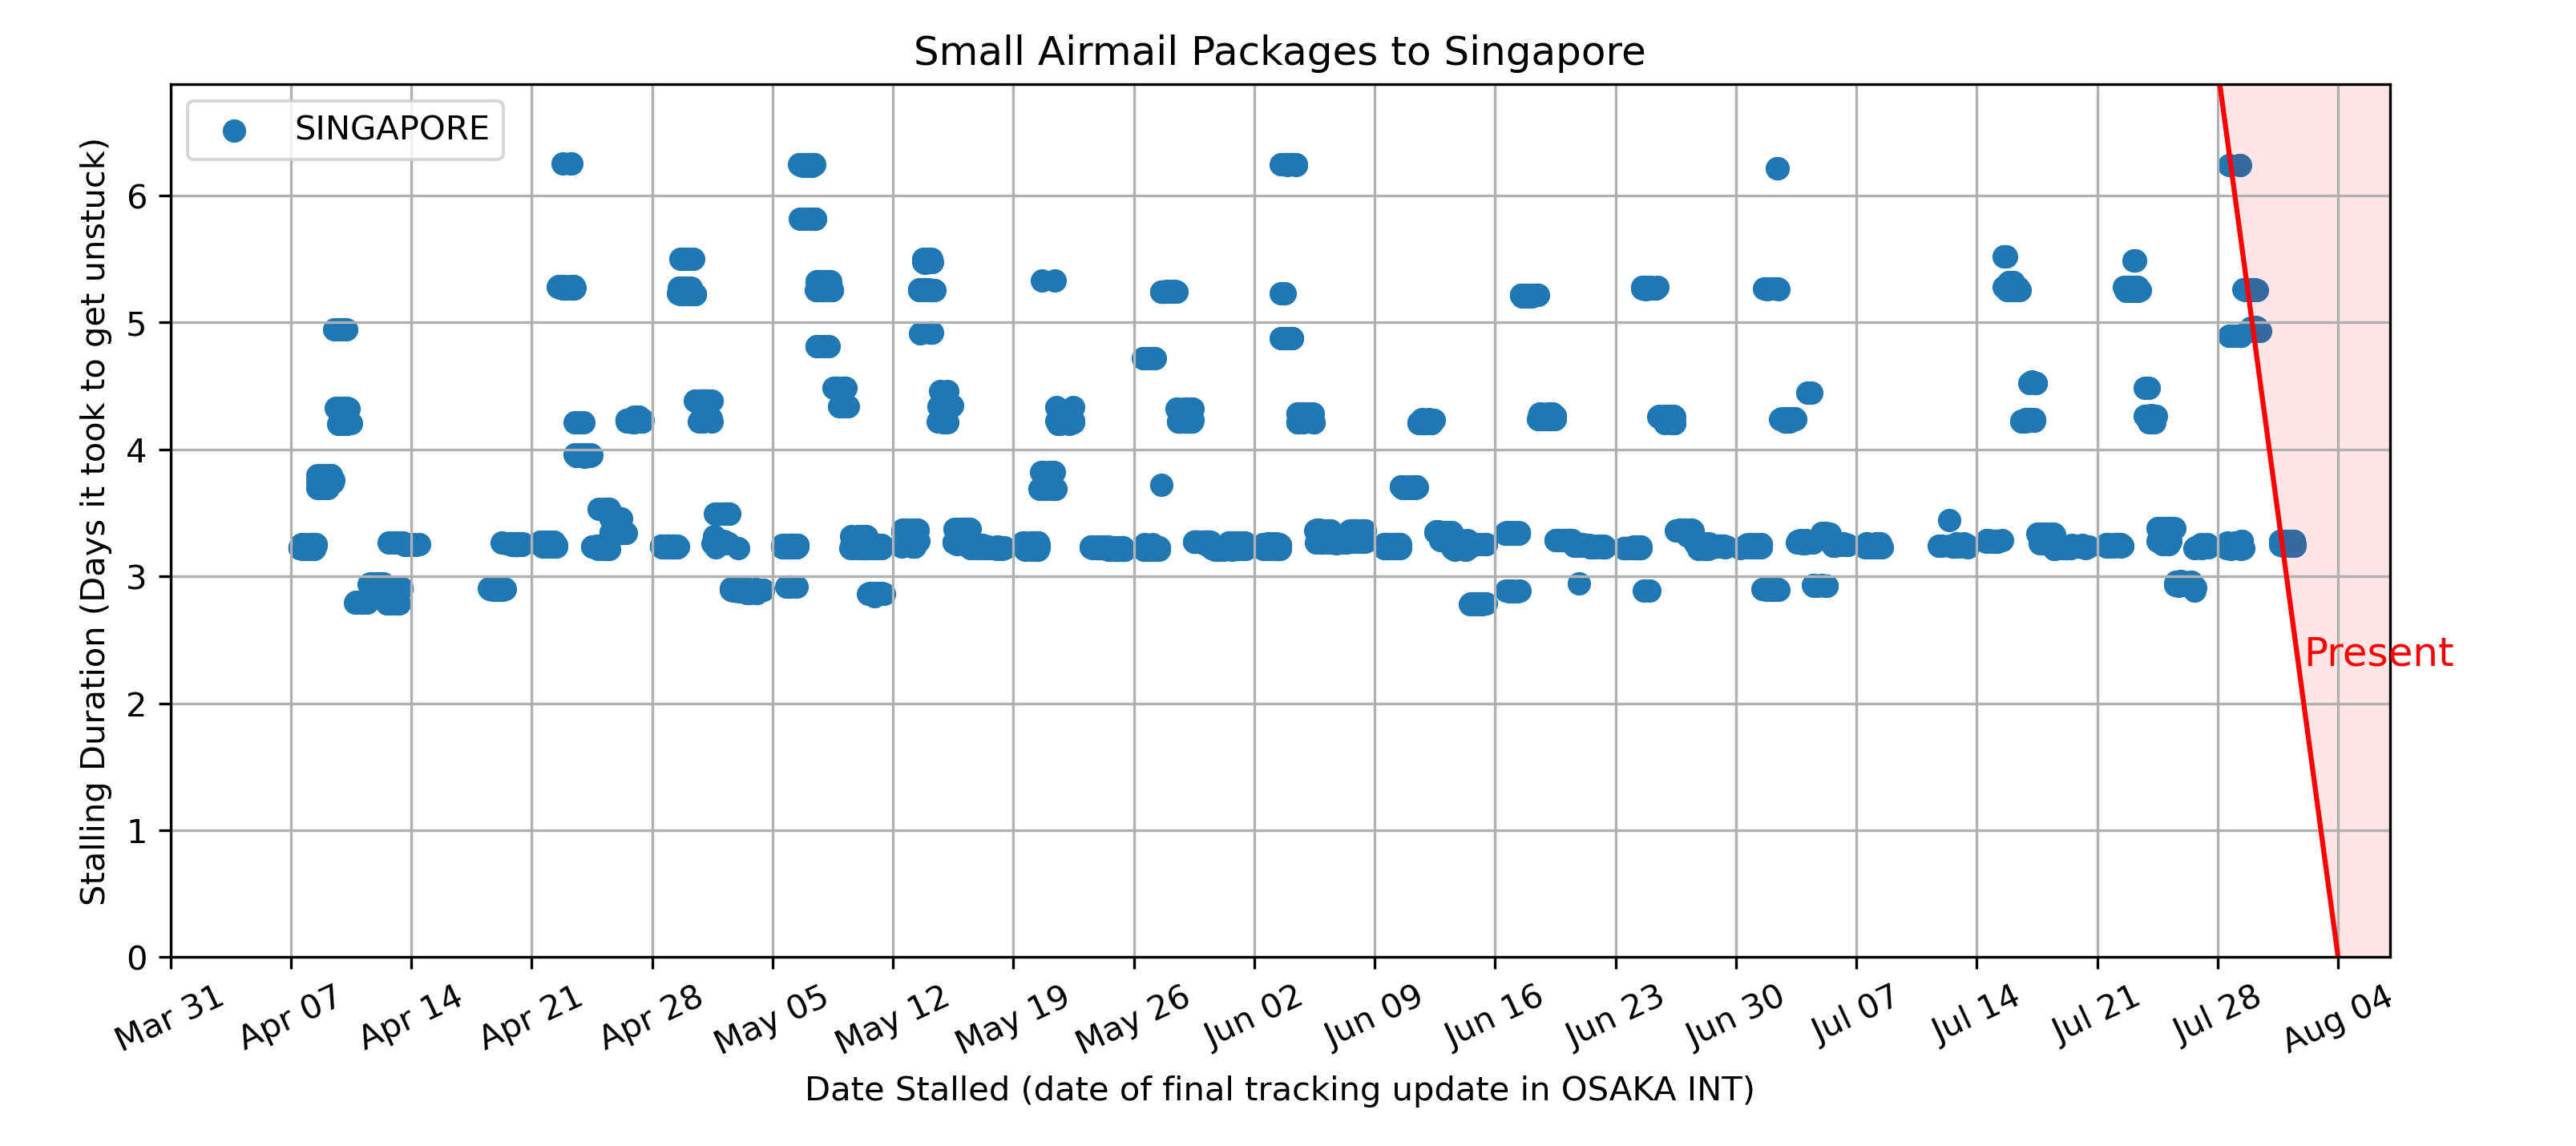 Small Airmail Packages to Singapore
SINGAPORE
Stalling Duration (Days it took to get unstuck)
6
5
4
3
2
1
0
Present
Mar 31
Apr 07
Apr 14
Apr 21
Apr 28
May 05
May 12
May 19
May 26
Jun 02
Jun 09
Jun 16
Jun 23
Jun 30
Jul 07
Jul 14
Jul 21
Jul 28
Aug 04
Date Stalled (date of final tracking update in OSAKA INT)